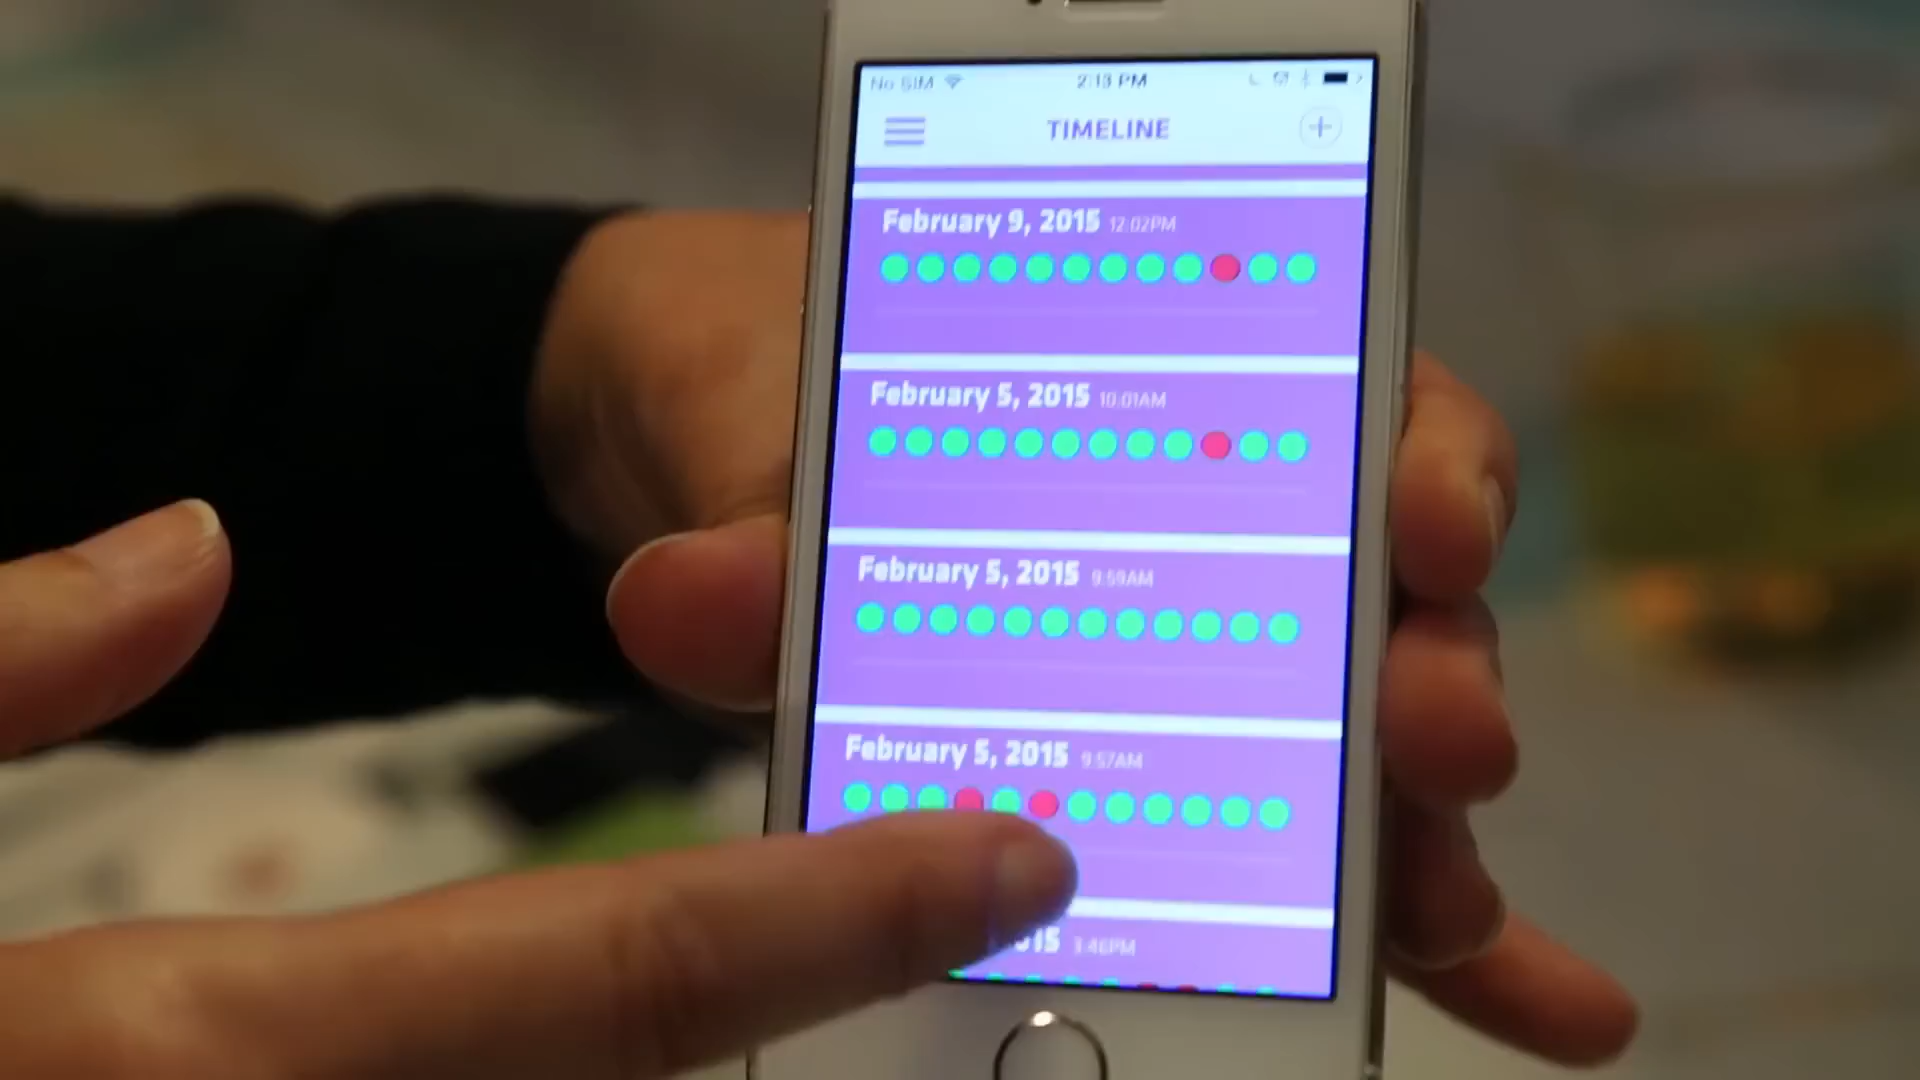 No SIM 2:13 PM
TIMELINE
February 9, 2015 12:02PM
February 5, 2015 10:01AM
February 5, 2015 9:59AM
February 5, 2015 9:57AM
2015 3:46PM